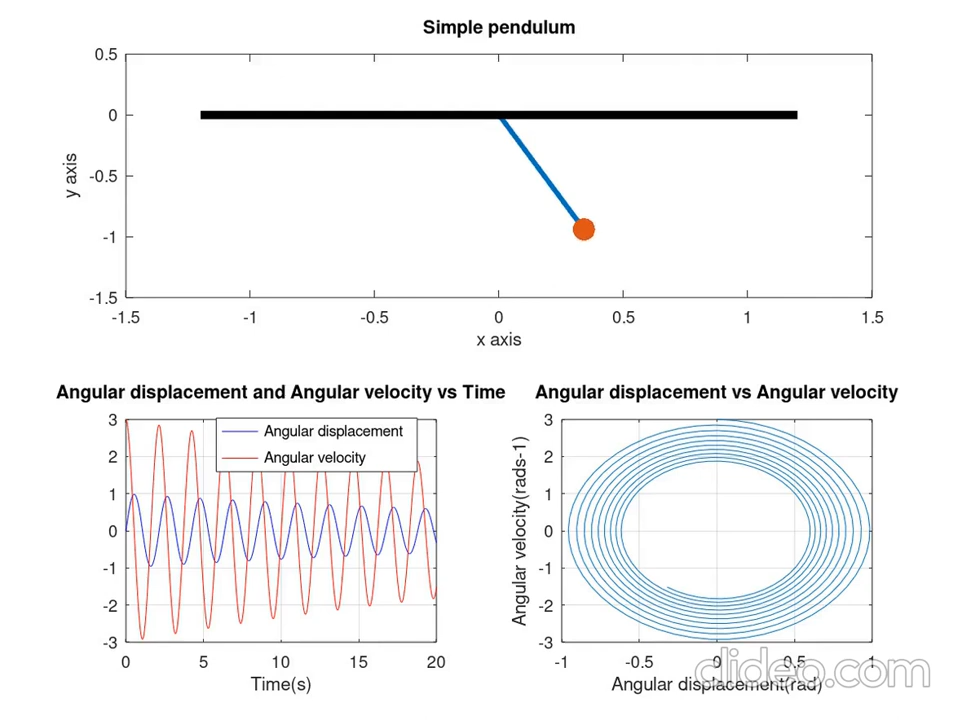 Simple pendulum
0.5
0
-0.5
-1
-1.5
y axis
-1.5 -1 -0.5 0 0.5 1 1.5
x axis
Angular displacement and Angular velocity vs Time
3
2
1
0
-1
-2
-3
Angular displacement
Angular velocity
0 5 10 15 20
Time(s)
Angular displacement vs Angular velocity
3
2
1
0
-1
-2
-3
Angular velocity(rads-1)
-1 -0.5 0 0.5 1
Angular displacement(rad)
clideo.com